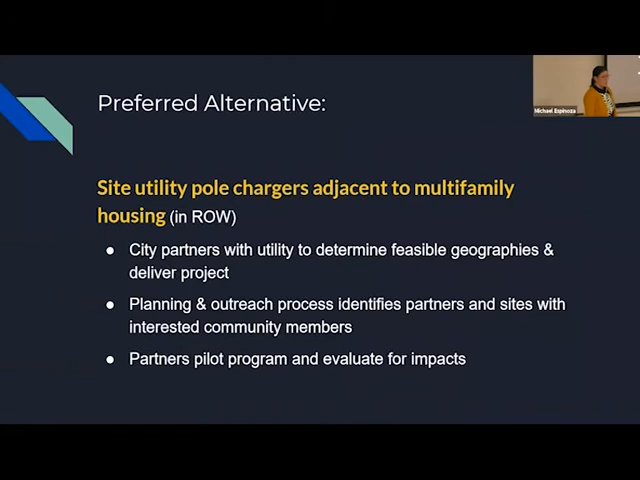 Preferred Alternative:
Michael Espinoza
Site utility pole chargers adjacent to multifamily
housing (in ROW)
● City partners with utility to determine feasible geographies &
deliver project
● Planning & outreach process identifies partners and sites with
interested community members
● Partners pilot program and evaluate for impacts